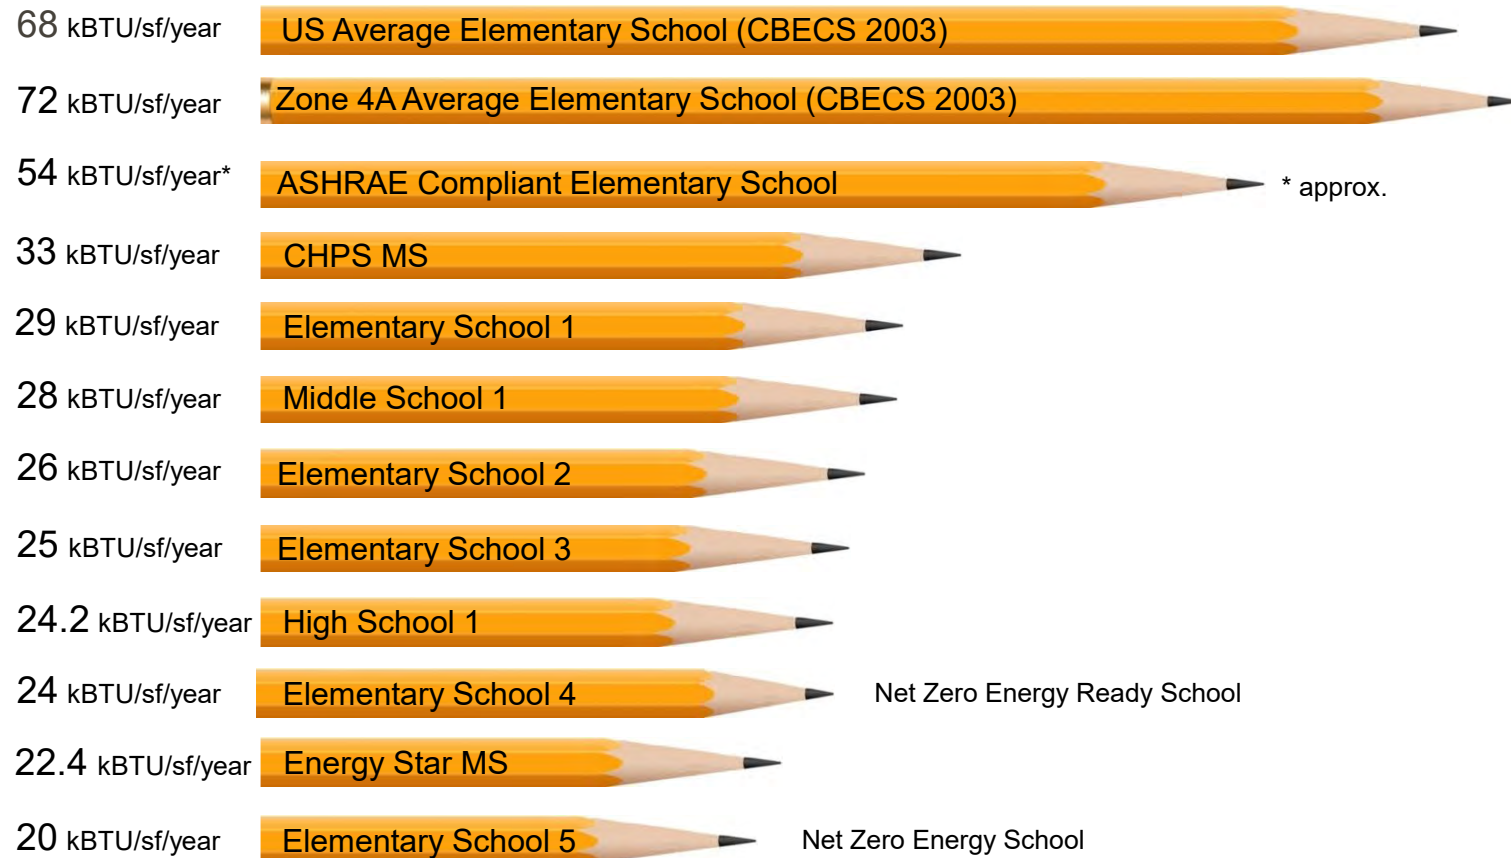 68 kBTU/sf/year US Average Elementary School (CBECS 2003)
72 kBTU/sf/year Zone 4A Average Elementary School (CBECS 2003)
54 kBTU/sf/year* ASHRAE Compliant Elementary School * approx.
33 kBTU/sf/year CHPS MS
29 kBTU/sf/year Elementary School 1
28 kBTU/sf/year Middle School 1
26 kBTU/sf/year Elementary School 2
25 kBTU/sf/year Elementary School 3
24.2 kBTU/sf/year High School 1
24 kBTU/sf/year Elementary School 4 Net Zero Energy Ready School
22.4 kBTU/sf/year Energy Star MS
20 kBTU/sf/year Elementary School 5 Net Zero Energy School